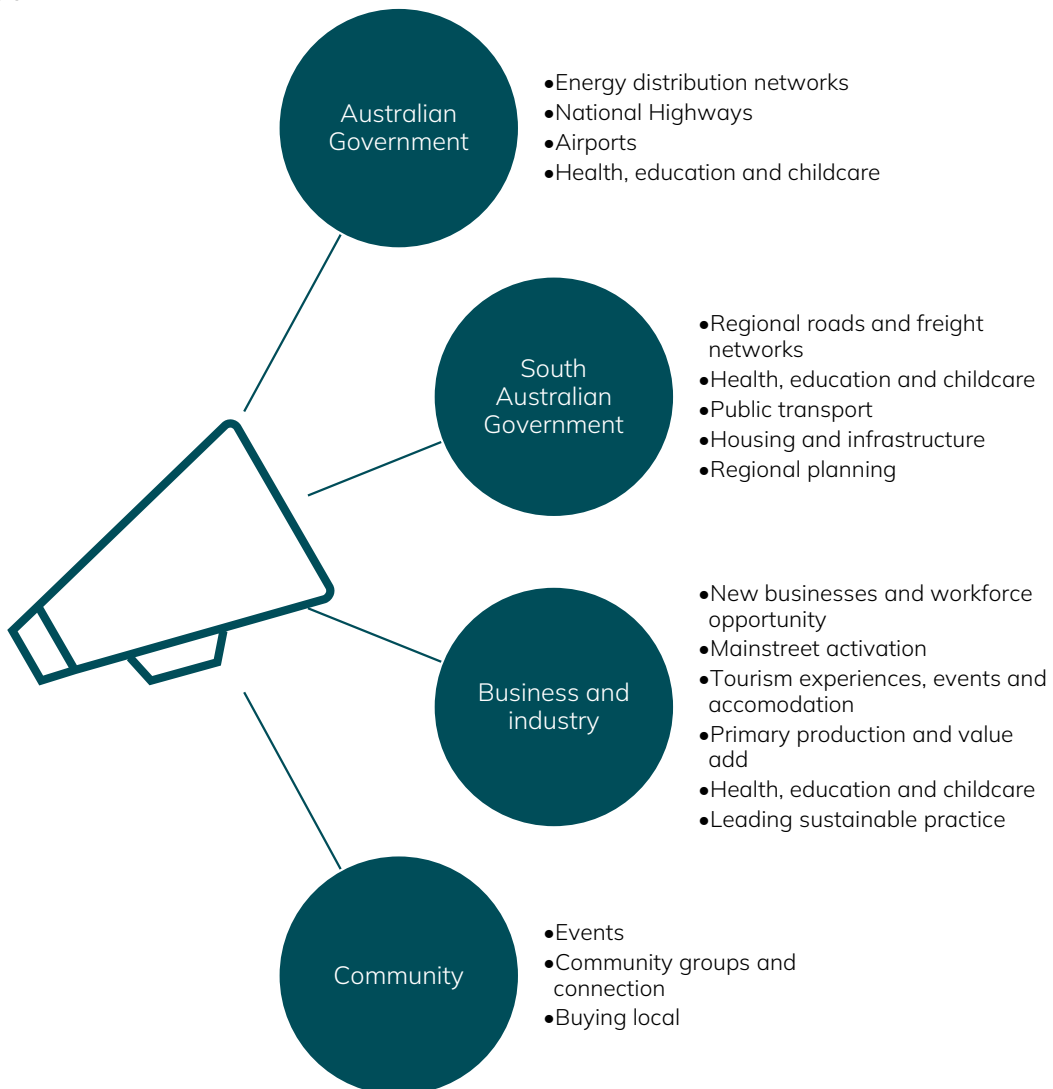 Australian
Government
•Energy distribution networks
•National Highways
•Airports
•Health, education and childcare
South
Australian
Government
•Regional roads and freight
networks
•Health, education and childcare
•Public transport
•Housing and infrastructure
•Regional planning
Business and
industry
•New businesses and workforce
opportunity
•Mainstreet activation
•Tourism experiences, events and
accomodation
•Primary production and value
add
•Health, education and childcare
•Leading sustainable practice
Community
•Events
•Community groups and
connection
•Buying local